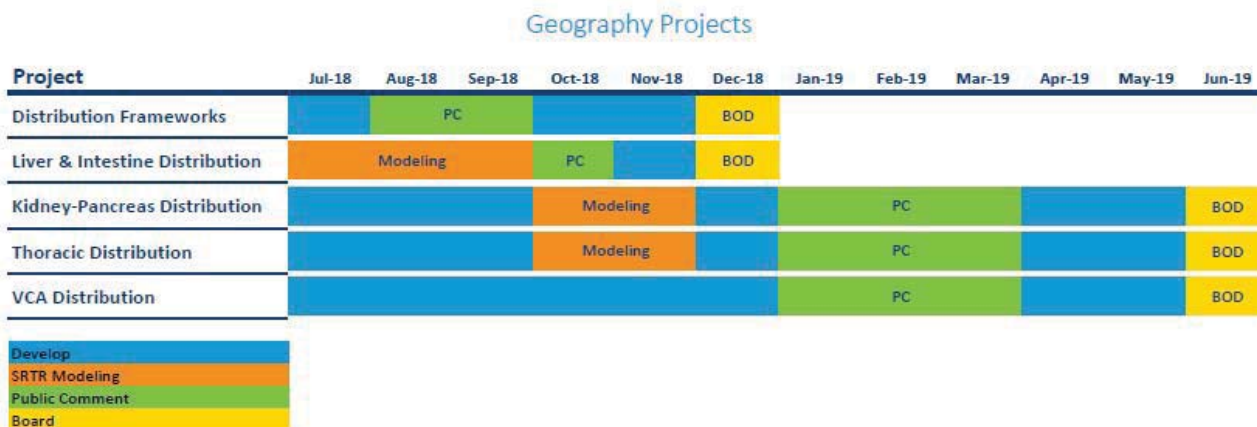 Geography Projects
Project Jul-18 Aug-18 Sep-18 Oct-18 Nov-18 Dec-18 Jan-19 Feb-19 Mar-19 Apr-19 May-19 Jun-19
Distribution Frameworks PC BOD
Liver & Intestine Distribution Modeling PC BOD
Kidney-Pancreas Distribution Modeling PC BOD
Thoracic Distribution Modeling PC BOD
VCA Distribution PC BOD
Develop
SRTR Modeling
Public Comment
Board